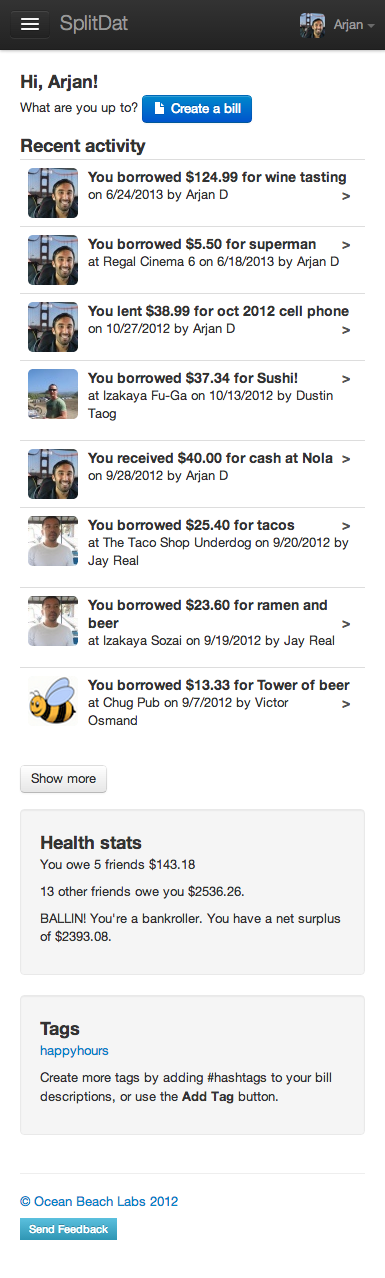 SplitDat
Arjan
Hi, Arjan!
What are you up to? Create a bill
Recent activity
You borrowed $124.99 for wine tasting
on 6/24/2013 by Arjan D >
You borrowed $5.50 for superman >
at Regal Cinema 6 on 6/18/2013 by Arjan D
You lent $38.99 for oct 2012 cell phone
on 10/27/2012 by Arjan D >
You borrowed $37.34 for Sushi! >
at Izakaya Fu-Ga on 10/13/2012 by Dustin
Taog
You received $40.00 for cash at Nola >
on 9/28/2012 by Arjan D
You borrowed $25.40 for tacos >
at The Taco Shop Underdog on 9/20/2012 by
Jay Real
You borrowed $23.60 for ramen and
beer >
at Izakaya Sozai on 9/19/2012 by Jay Real
You borrowed $13.33 for Tower of beer
at Chug Pub on 9/7/2012 by Victor >
Osmand
Show more
Health stats
You owe 5 friends $143.18
13 other friends owe you $2536.26.
BALLIN! You're a bankroller. You have a net surplus
of $2393.08.
Tags
happyhours
Create more tags by adding #hashtags to your bill
descriptions, or use the Add Tag button.
© Ocean Beach Labs 2012
Send Feedback